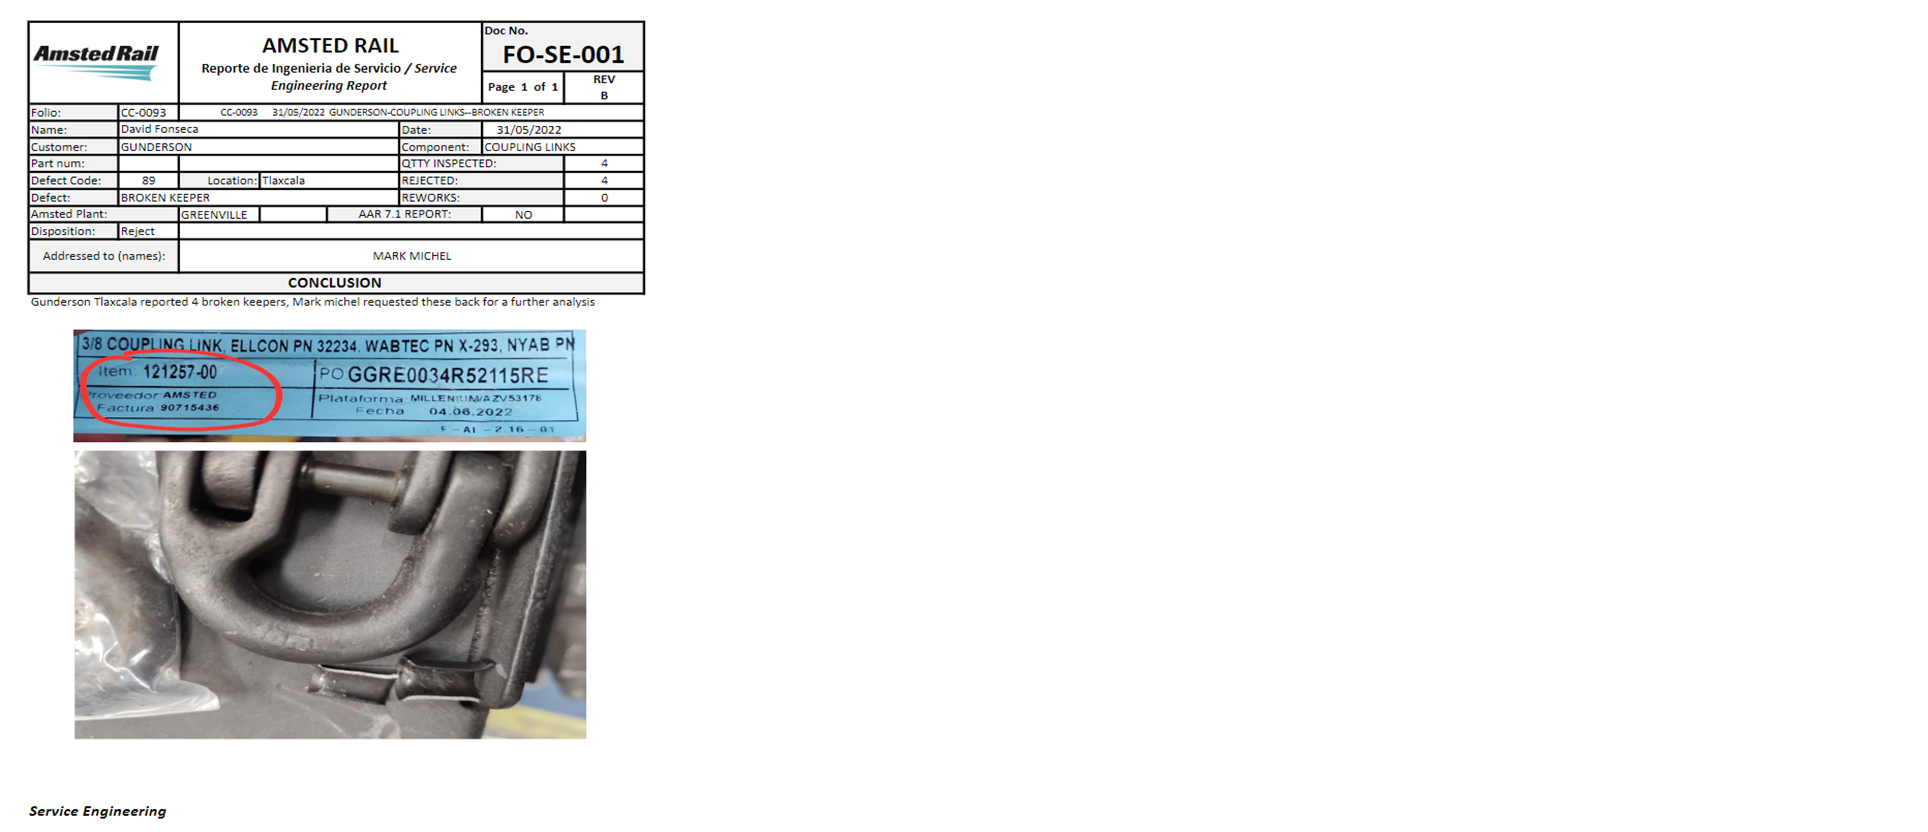 Amsted Rail
AMSTED RAIL
Reporte de Ingenieria de Servicio / Service
Engineering Report
Doc No.
FO-SE-001
Page 1 of 1
REV
B
Folio: CC-0093 CC-0093 31/05/2022 GUNDERSON-COUPLING LINKS--BROKEN KEEPER
Name: David Fonseca Date: 31/05/2022
Customer: GUNDERSON Component: COUPLING LINKS
Part num: QTTY INSPECTED: 4
Defect Code: 89 Location: Tlaxcala REJECTED: 4
Defect: BROKEN KEEPER REWORKS: 0
Amsted Plant: GREENVILLE AAR 7.1 REPORT: NO
Disposition: Reject
Addressed to (names): MARK MICHEL
CONCLUSION
Gunderson Tlaxcala reported 4 broken keepers, Mark michel requested these back for a further analysis
3/8 COUPLING LINK, ELLCON PN 32234, WABTEC PN X-293, NYAB PN
Item: 121257-00 PO GGRE0034R52115RE
Proveedor AMSTED Plataforma MILLENIUM/AZV53178
Factura 90715436 Fecha 04.06.2022
F - AL - 2.16 - 01
Service Engineering